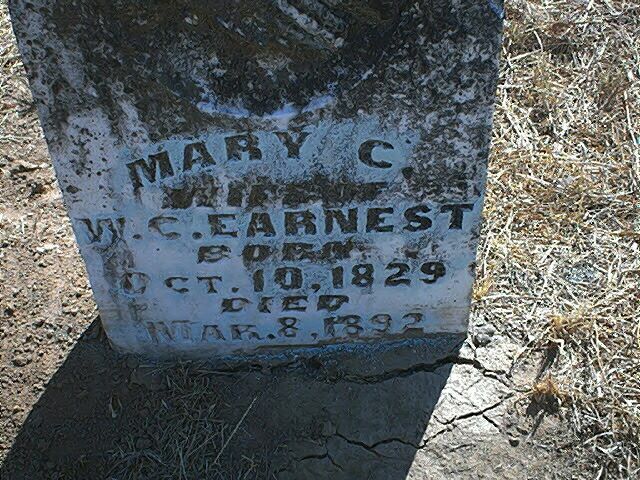 MARY C.
WIFE OF
W.C. EARNEST
BORN
OCT. 10, 1829
DIED
MAR. 8, 1892